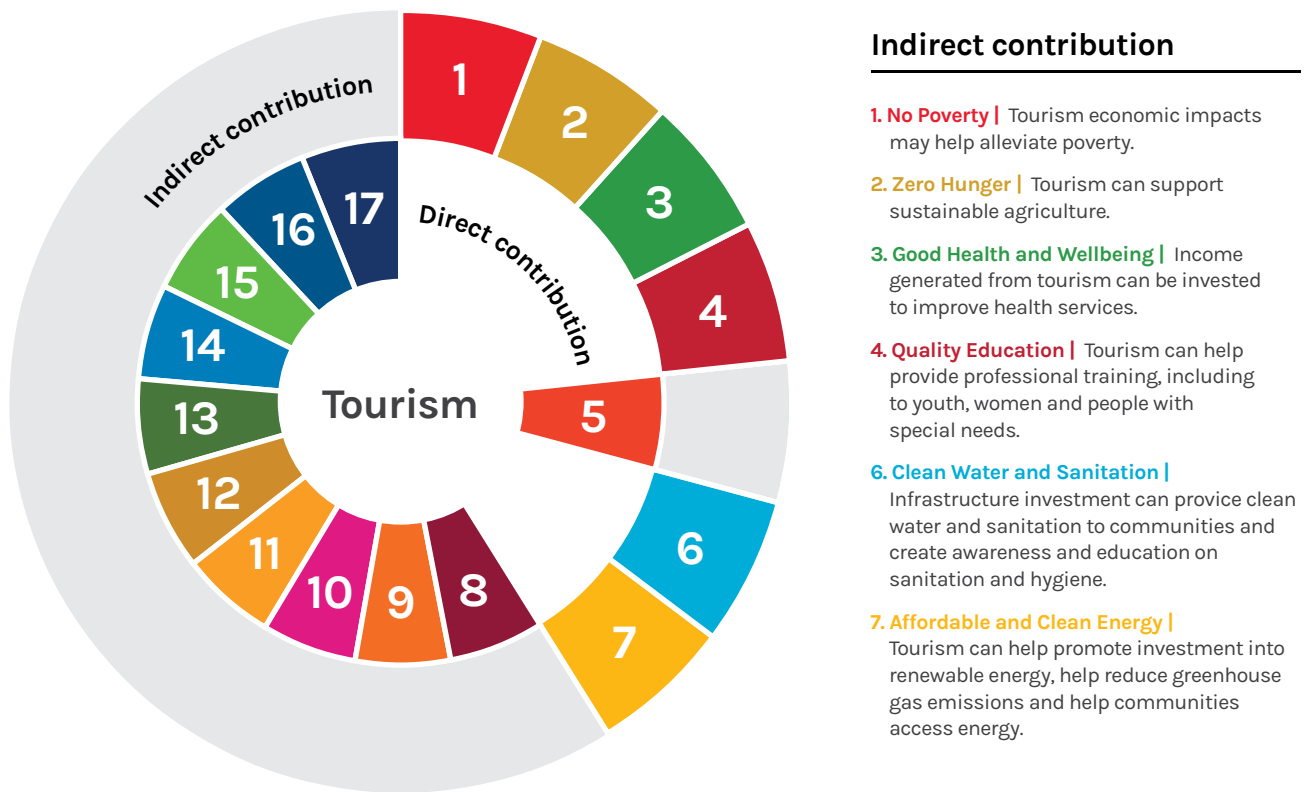 Indirect contribution
Direct contribution
Tourism
1
2
3
4
5
6
7
8
9
10
11
12
13
14
15
16
17
Indirect contribution
1. No Poverty | Tourism economic impacts
may help alleviate poverty.
2. Zero Hunger | Tourism can support
sustainable agriculture.
3. Good Health and Wellbeing | Income
generated from tourism can be invested
to improve health services.
4. Quality Education | Tourism can help
provide professional training, including
to youth, women and people with
special needs.
6. Clean Water and Sanitation |
Infrastructure investment can provice clean
water and sanitation to communities and
create awareness and education on
sanitation and hygiene.
7. Affordable and Clean Energy |
Tourism can help promote investment into
renewable energy, help reduce greenhouse
gas emissions and help communities
access energy.